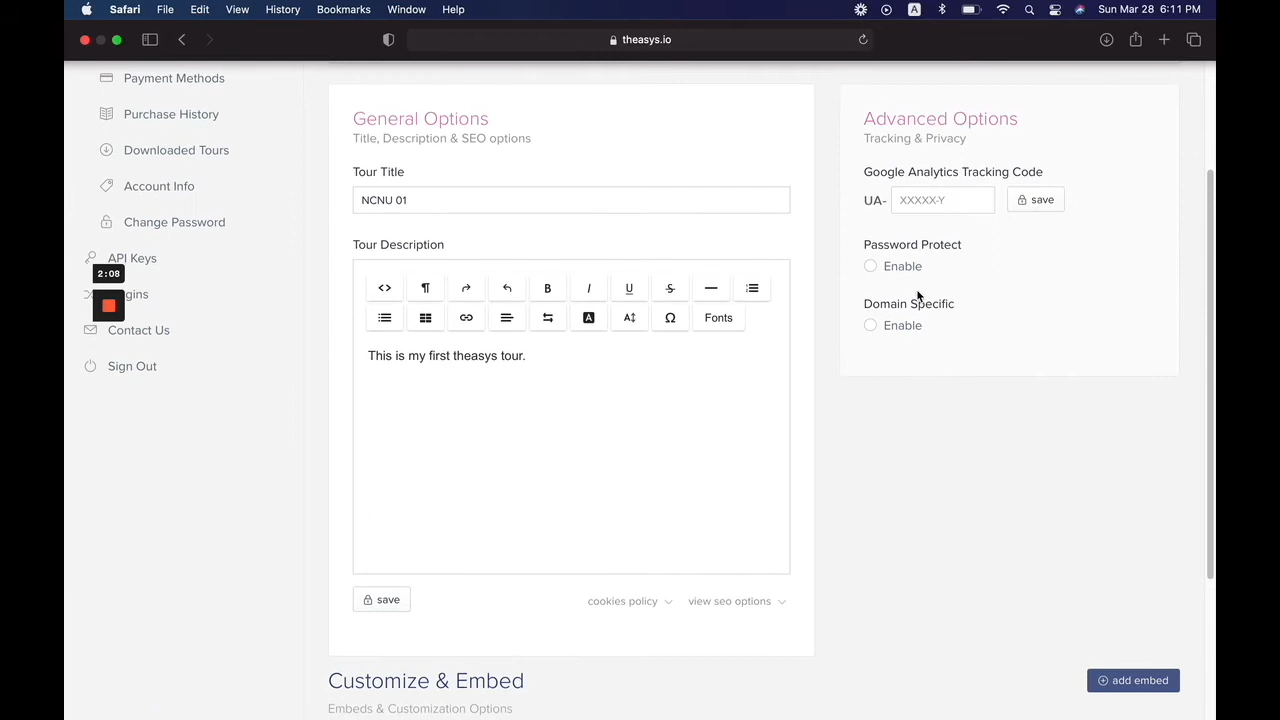 Safari File Edit View History Bookmarks Window Help
A
Sun Mar 28 6:11 PM
theasys.io
Payment Methods
Purchase History
Downloaded Tours
Account Info
Change Password
API Keys
2:08
Contact Us
Sign Out
General Options
Title, Description & SEO options
Tour Title
NCNU 01
Tour Description
<> ¶ B I U S
A A Ω Fonts
This is my first theasys tour.
save
cookies policy
view seo options
Advanced Options
Tracking & Privacy
Google Analytics Tracking Code
UA- XXXXX-Y save
Password Protect
Enable
Domain Specific
Enable
Customize & Embed
add embed
Embeds & Customization Options